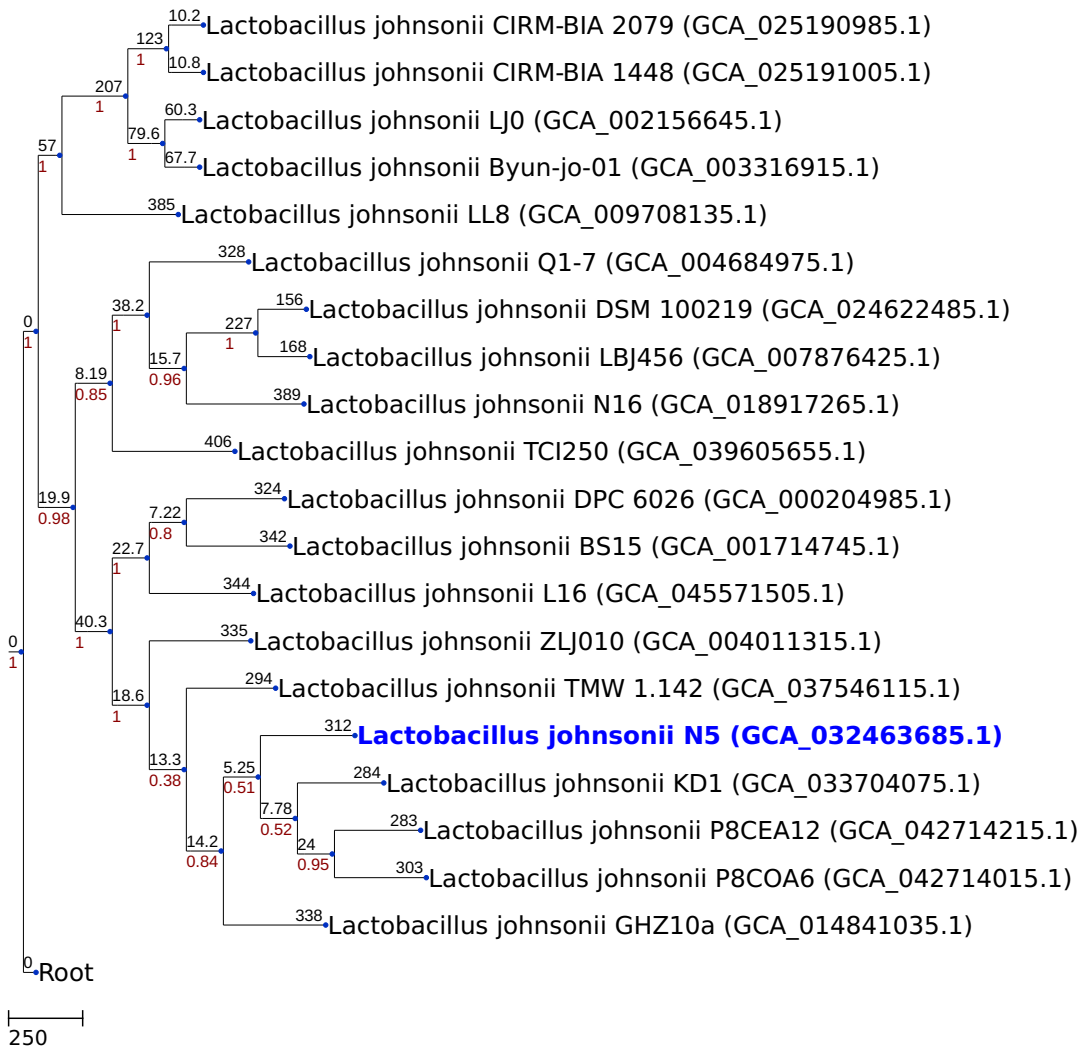 10.2
Lactobacillus johnsonii CIRM-BIA 2079 (GCA_025190985.1)
123
1
10.8
Lactobacillus johnsonii CIRM-BIA 1448 (GCA_025191005.1)
207
1
60.3
Lactobacillus johnsonii LJ0 (GCA_002156645.1)
79.6
1
57
1
67.7
Lactobacillus johnsonii Byun-jo-01 (GCA_003316915.1)
385
Lactobacillus johnsonii LL8 (GCA_009708135.1)
328
Lactobacillus johnsonii Q1-7 (GCA_004684975.1)
38.2
1
156
Lactobacillus johnsonii DSM 100219 (GCA_024622485.1)
0
1
227
1
168
Lactobacillus johnsonii LBJ456 (GCA_007876425.1)
15.7
0.96
8.19
0.85
389
Lactobacillus johnsonii N16 (GCA_018917265.1)
406
Lactobacillus johnsonii TCI250 (GCA_039605655.1)
19.9
0.98
324
Lactobacillus johnsonii DPC 6026 (GCA_000204985.1)
7.22
0.8
342
Lactobacillus johnsonii BS15 (GCA_001714745.1)
22.7
1
344
Lactobacillus johnsonii L16 (GCA_045571505.1)
40.3
1
0
1
335
Lactobacillus johnsonii ZLJ010 (GCA_004011315.1)
18.6
1
294
Lactobacillus johnsonii TMW 1.142 (GCA_037546115.1)
312
Lactobacillus johnsonii N5 (GCA_032463685.1)
13.3
0.38
5.25
0.51
284
Lactobacillus johnsonii KD1 (GCA_033704075.1)
7.78
0.52
283
Lactobacillus johnsonii P8CEA12 (GCA_042714215.1)
14.2
0.84
24
0.95
303
Lactobacillus johnsonii P8COA6 (GCA_042714015.1)
338
Lactobacillus johnsonii GHZ10a (GCA_014841035.1)
0
Root
250